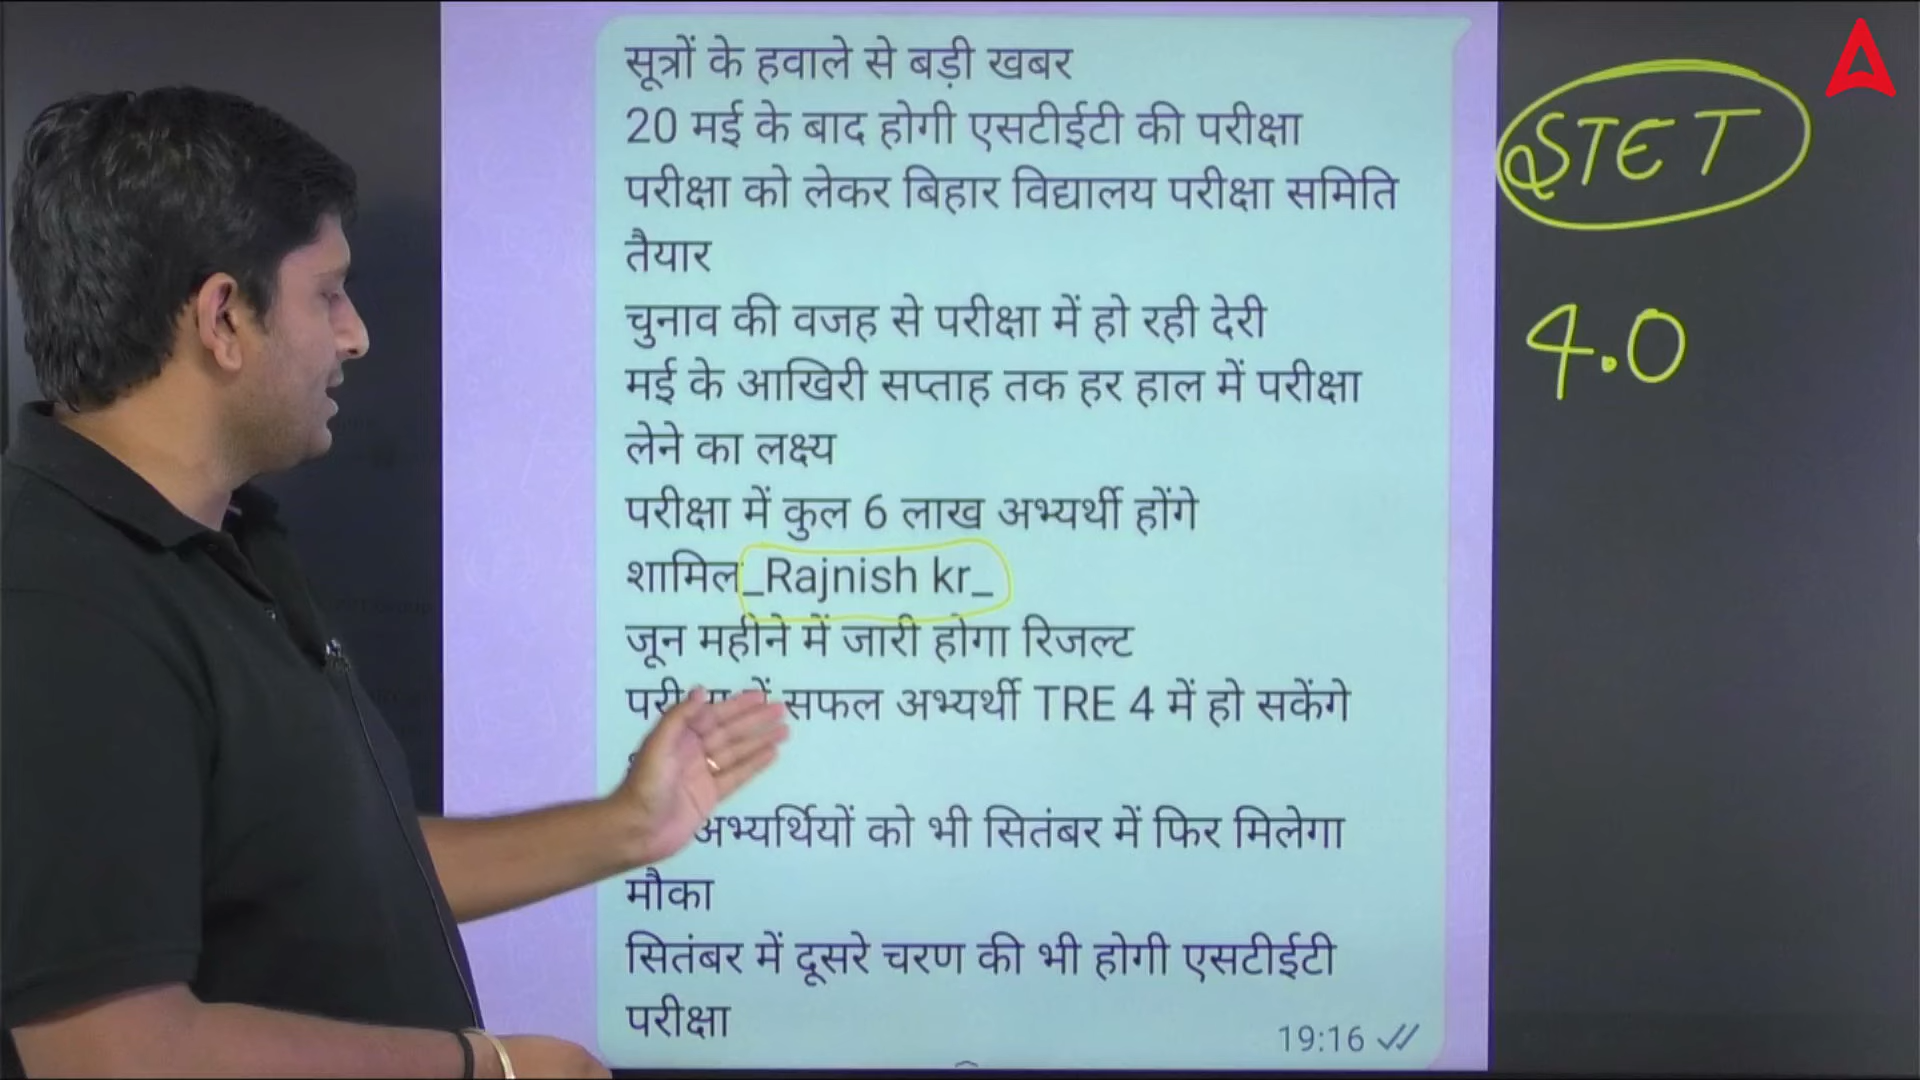 सूत्रों के हवाले से बड़ी खबर
20 मई के बाद होगी एसटीईटी की परीक्षा
परीक्षा को लेकर बिहार विद्यालय परीक्षा समिति
तैयार
चुनाव की वजह से परीक्षा में हो रही देरी
मई के आखिरी सप्ताह तक हर हाल में परीक्षा
लेने का लक्ष्य
परीक्षा में कुल 6 लाख अभ्यर्थी होंगे
शामिल_Rajnish kr_
जून महीने में जारी होगा रिजल्ट
में सफल अभ्यर्थी TRE 4 में हो सकेंगे
अभ्यर्थियों को भी सितंबर में फिर मिलेगा
मौका
सितंबर में दूसरे चरण की भी होगी एसटीईटी
परीक्षा
19:16
STET
4.0